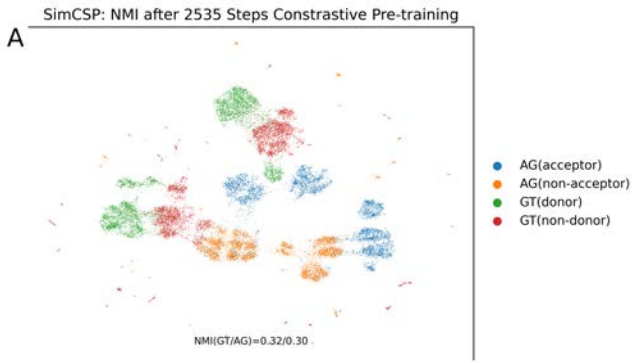 SimCSP: NMI after 2535 Steps Constrastive Pre-training
A
AG(acceptor)
AG(non-acceptor)
GT(donor)
GT(non-donor)
NMI(GT/AG)=0.32/0.30